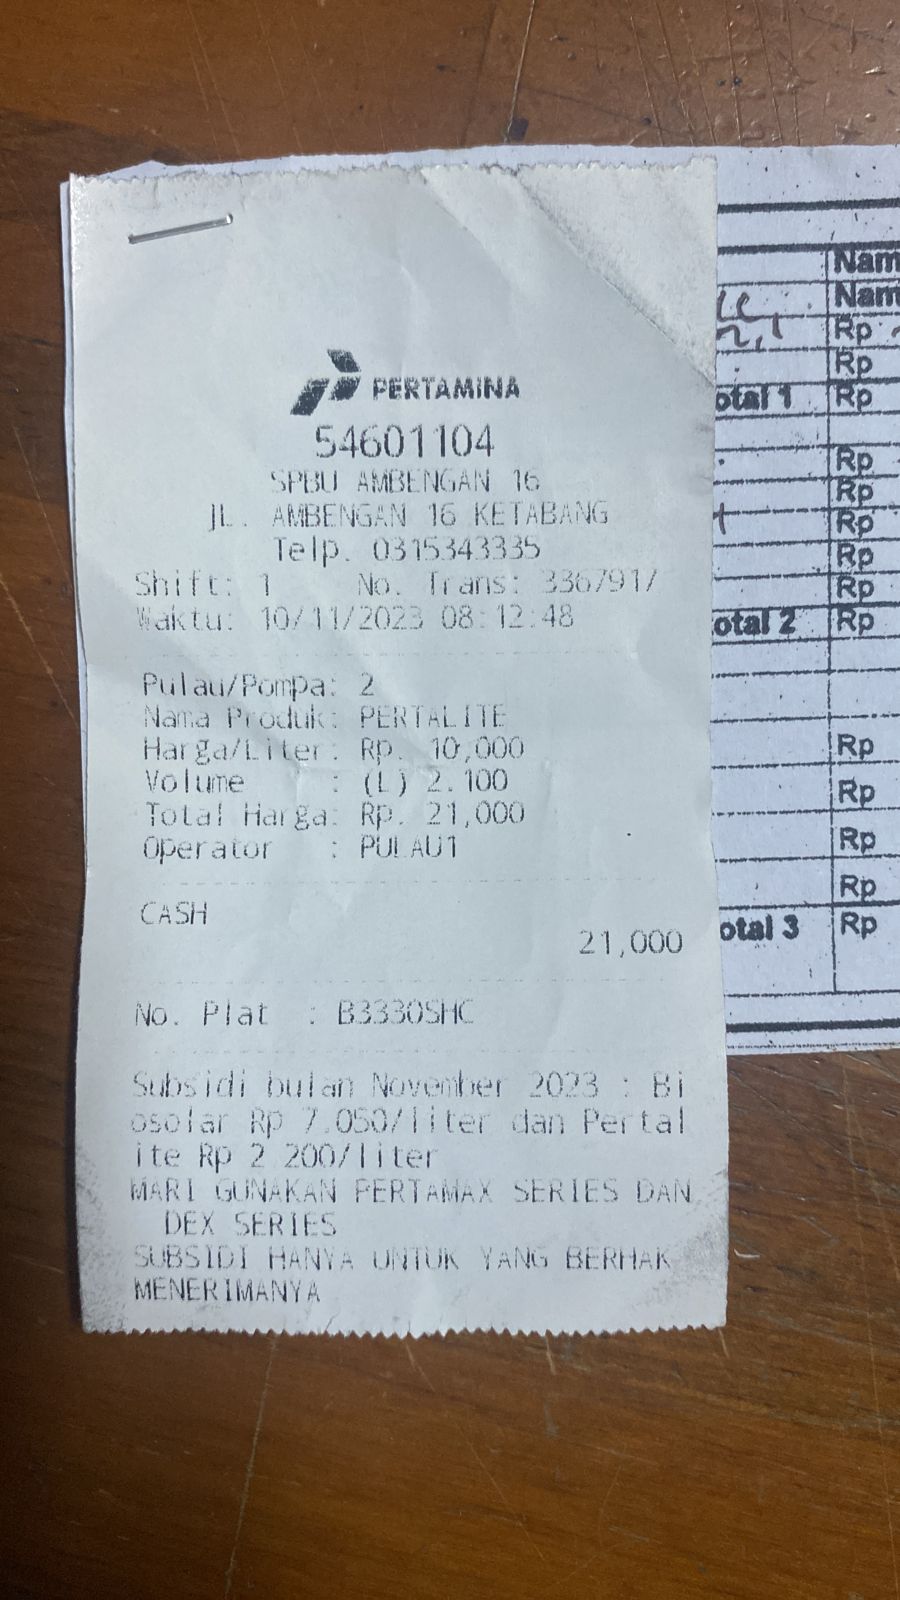 PERTAMINA
54601104
SPBU AMBENGAN 16
JL. AMBENGAN 16 KETABANG
Telp. 0315343335
Shift: 1 No. Trans: 3367917
Waktu: 10/11/2023 08:12:48
Pulau/Pompa: 2
Nama Produk: PERTALITE
Harga/Liter: Rp. 10,000
Volume : (L) 2.100
Total Harga: Rp. 21,000
Operator : PULAU1
CASH
21,000
No. Plat : B3330SHC
Subsidi bulan November 2023 : Bi
osolar Rp 7.050/liter dan Pertal
ite Rp 2.200/liter
MARI GUNAKAN PERTAMAX SERIES DAN
DEX SERIES
SUBSIDI HANYA UNTUK YANG BERHAK
MENERIMANYA
Nam
Nam
Rp
Rp
otal 1 Rp
Rp
Rp
Rp
Rp
Rp
otal 2 Rp
Rp
Rp
Rp
Rp
otal 3 Rp